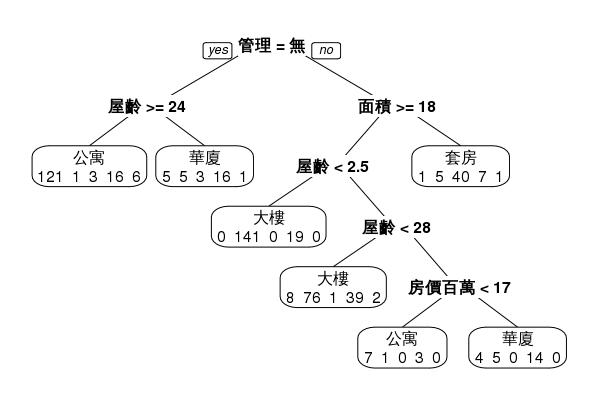 yes 管理 = 無 no
屋齡 >= 24
面積 >= 18
公寓
121 1 3 16 6
華廈
5 5 3 16 1
屋齡 < 2.5
套房
1 5 40 7 1
大樓
0 141 0 19 0
屋齡 < 28
大樓
8 76 1 39 2
房價百萬 < 17
公寓
7 1 0 3 0
華廈
4 5 0 14 0